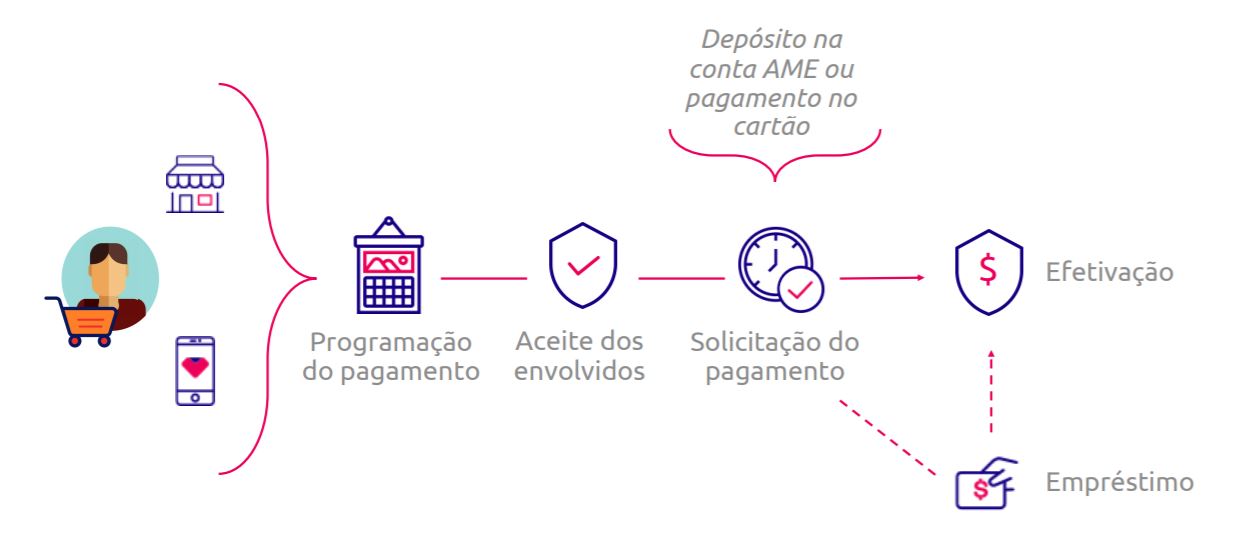 Depósito na
conta AME ou
pagamento no
cartão
Programação
do pagamento
Aceite dos
envolvidos
Solicitação do
pagamento
$
Efetivação
$
Empréstimo